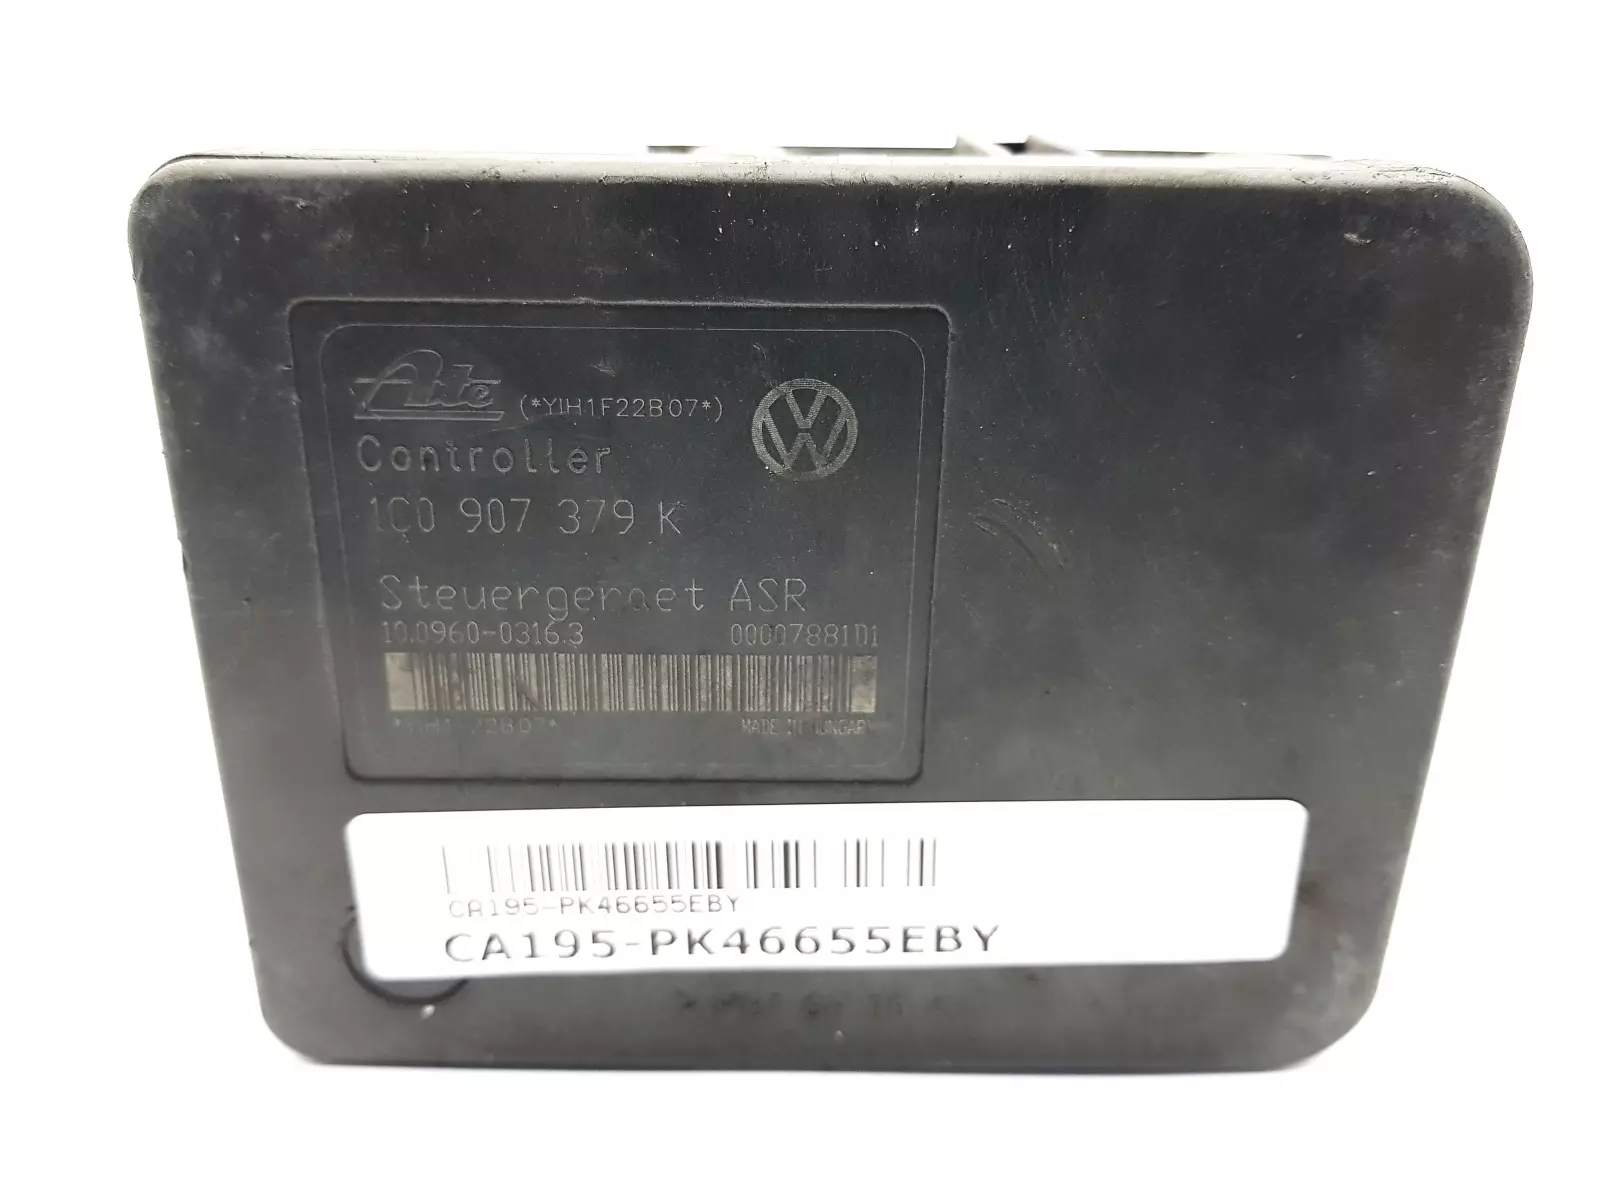 Ate (*YIH1F22B07*)
Controller
1C0 907 379 K
Steuergeraet ASR
10.0960-0316.3 00007881D1
MADE IN HUNGARY
CA195-PK46655EBY
CA195-PK46655EBY